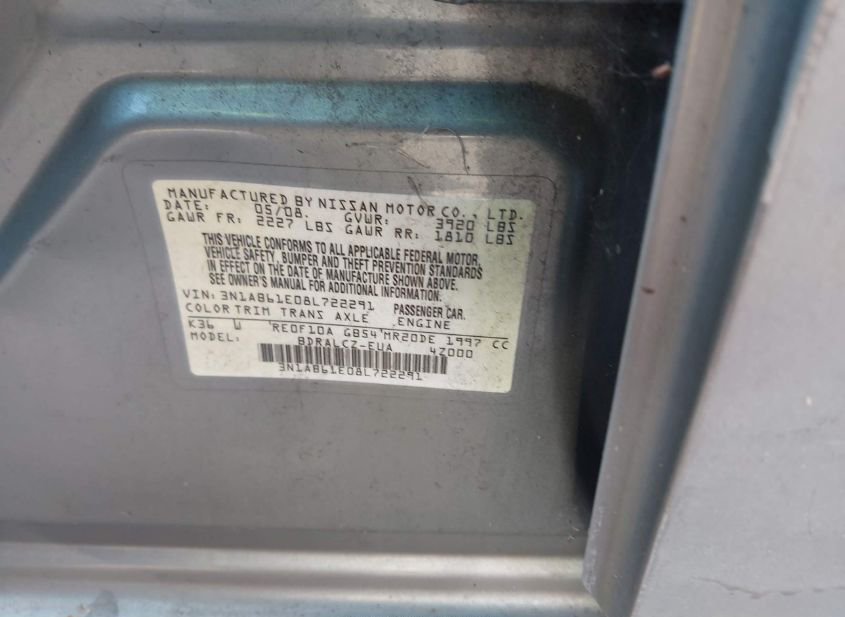 MANUFACTURED BY NISSAN MOTOR CO., LTD.
DATE: 05/08. GVWR: 3920 LBS
GAWR FR: 2227 LBS GAWR RR: 1810 LBS
THIS VEHICLE CONFORMS TO ALL APPLICABLE FEDERAL MOTOR
VEHICLE SAFETY, BUMPER AND THEFT PREVENTION STANDARDS
IN EFFECT ON THE DATE OF MANUFACTURE SHOWN ABOVE.
SEE OWNER'S MANUAL FOR ADDITIONAL INFORMATION.
VIN: 3N1AB61E08L722291 PASSENGER CAR.
COLOR TRIM TRANS AXLE ENGINE
K36 W RE0F10A GB54 MR20DE 1997 CC
MODEL: BDRALCZ-EUA 4Z000
3N1AB61E08L722291